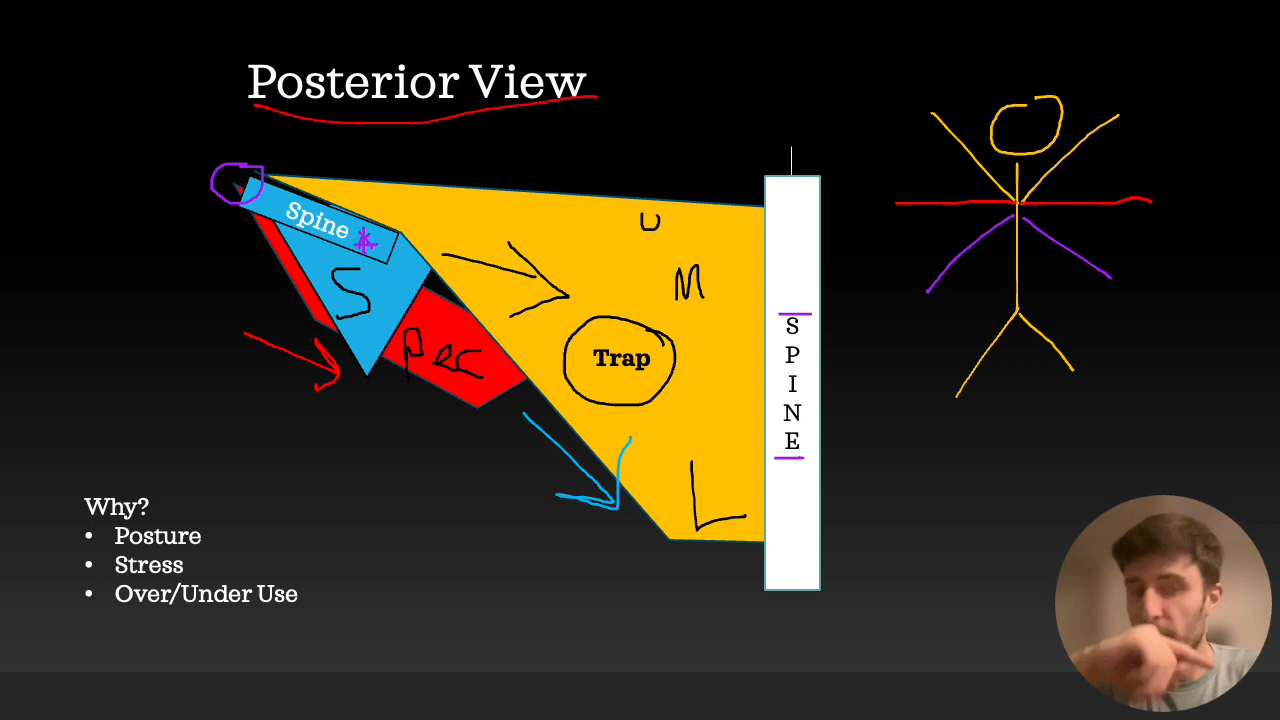 Posterior View
Spine *
S
Pec
U
M
Trap
L
S
P
I
N
E
Why?
• Posture
• Stress
• Over/Under Use